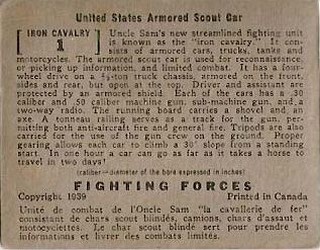 United States Armored Scout Car
IRON CAVALRY
1
Uncle Sam's new streamlined fighting unit
is known as the "iron cavalry." It con-
sists of armored cars, trucks, tanks and
motorcycles. The armored scout car is used for reconnaissance,
or picking up information, and limited combat. It has a four-
wheel drive on a ½-ton truck chassis, armored on the front,
sides and rear, but open at the top. Driver and assistant are
protected by an armored shield. Each of the cars has a .30
caliber and .50 caliber machine gun, sub-machine gun, and a
two-way radio. The running board carries a shovel and an
axe. A tonneau railing serves as a track for the gun, per-
mitting both anti-aircraft fire and general fire. Tripods are also
carried for the use of the gun crew on the ground. Proper
gearing allows each car to climb a 30° slope from a standing
start. In one hour a car can go as far as it takes a horse
to travel in two days!
(caliber—diameter of the bore expressed in inches)
FIGHTING FORCES
Copyright 1939
Printed in Canada
Unité de combat de l'Oncle Sam "la cavallerie de fer"
consistant de chars scout blindés, camions, chars d'assaut et
motocyclettes. Le char scout blindé sert pour prendre les
informations et livrer des combats limités.